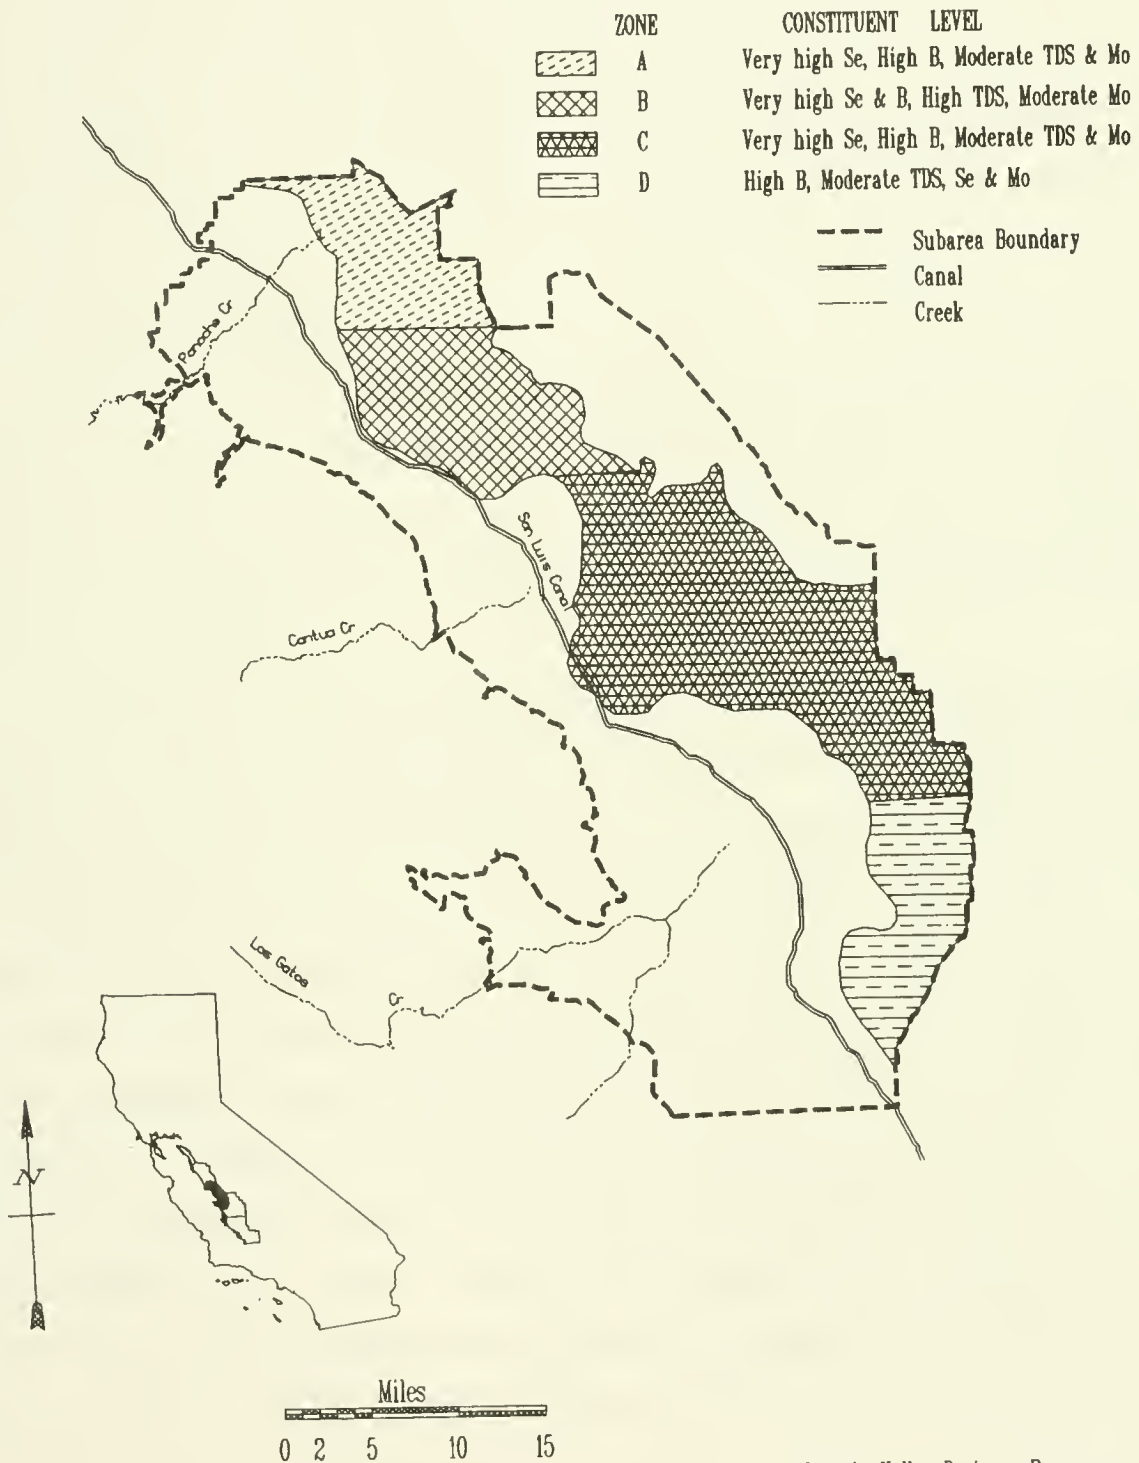 ZONE CONSTITUENT LEVEL
A Very high Se, High B, Moderate TDS & Mo
B Very high Se & B, High TDS, Moderate Mo
C Very high Se, High B, Moderate TDS & Mo
D High B, Moderate TDS, Se & Mo
Subarea Boundary
Canal
Creek
Panoche Cr
San Luis Canal
Cantua Cr
Los Gatos
Cr
N
Miles
0 2 5 10 15